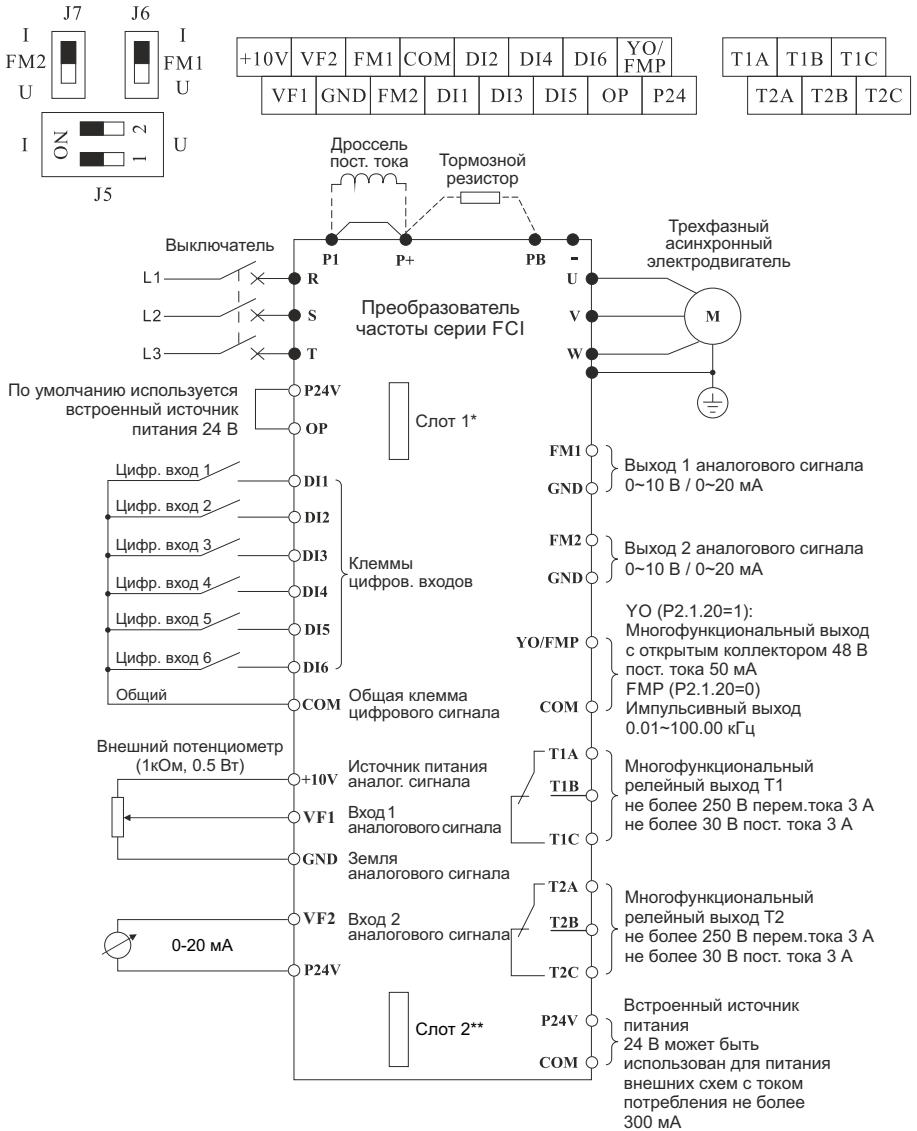 J7 J6
I I
FM2 FM1
U U
I ON 2 1 U
J5
+10V VF2 FM1 COM DI2 DI4 DI6 YO/FMP
VF1 GND FM2 DI1 DI3 DI5 OP P24
T1A T1B T1C
T2A T2B T2C
Дроссель
пост. тока
Тормозной
резистор
Выключатель
P1 P+ PB -
Трехфазный
асинхронный
электродвигатель
L1 R
L2 S
L3 T
Преобразователь
частоты серии FCI
U
V
W
M
По умолчанию используется
встроенный источник
питания 24 В
P24V
OP
Слот 1*
Цифр. вход 1 DI1
Цифр. вход 2 DI2
Цифр. вход 3 DI3
Цифр. вход 4 DI4
Цифр. вход 5 DI5
Цифр. вход 6 DI6
Клеммы
цифров. входов
Общий COM
Общая клемма
цифрового сигнала
Внешний потенциометр
(1кОм, 0.5 Вт)
+10V Источник питания
аналог. сигнала
VF1 Вход 1
аналогового сигнала
GND Земля
аналогового сигнала
VF2 Вход 2
аналогового сигнала
0-20 мА
P24V
Слот 2**
FM1
GND
Выход 1 аналогового сигнала
0~10 В / 0~20 мА
FM2
GND
Выход 2 аналогового сигнала
0~10 В / 0~20 мА
YO/FMP
COM
YO (P2.1.20=1):
Многофункциональный выход
с открытым коллектором 48 В
пост. тока 50 мА
FMP (P2.1.20=0)
Импульсивный выход
0.01~100.00 кГц
T1A
T1B
T1C
Многофункциональный
релейный выход T1
не более 250 В перем.тока 3 А
не более 30 В пост. тока 3 А
T2A
T2B
T2C
Многофункциональный
релейный выход T2
не более 250 В перем.тока 3 А
не более 30 В пост. тока 3 А
P24V
COM
Встроенный источник
питания
24 В может быть
использован для питания
внешних схем с током
потребления не более
300 мА